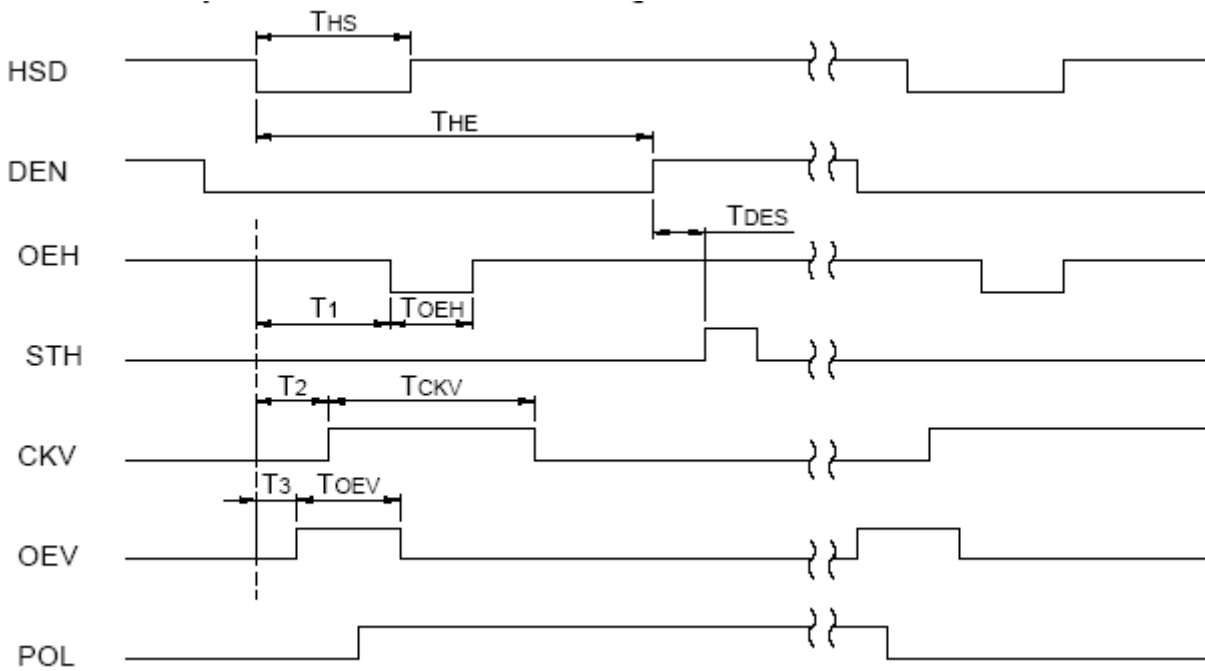 THS
HSD
THE
DEN
TDES
OEH
T1 TOEH
STH
T2 TCKV
CKV
T3 TOEV
OEV
POL